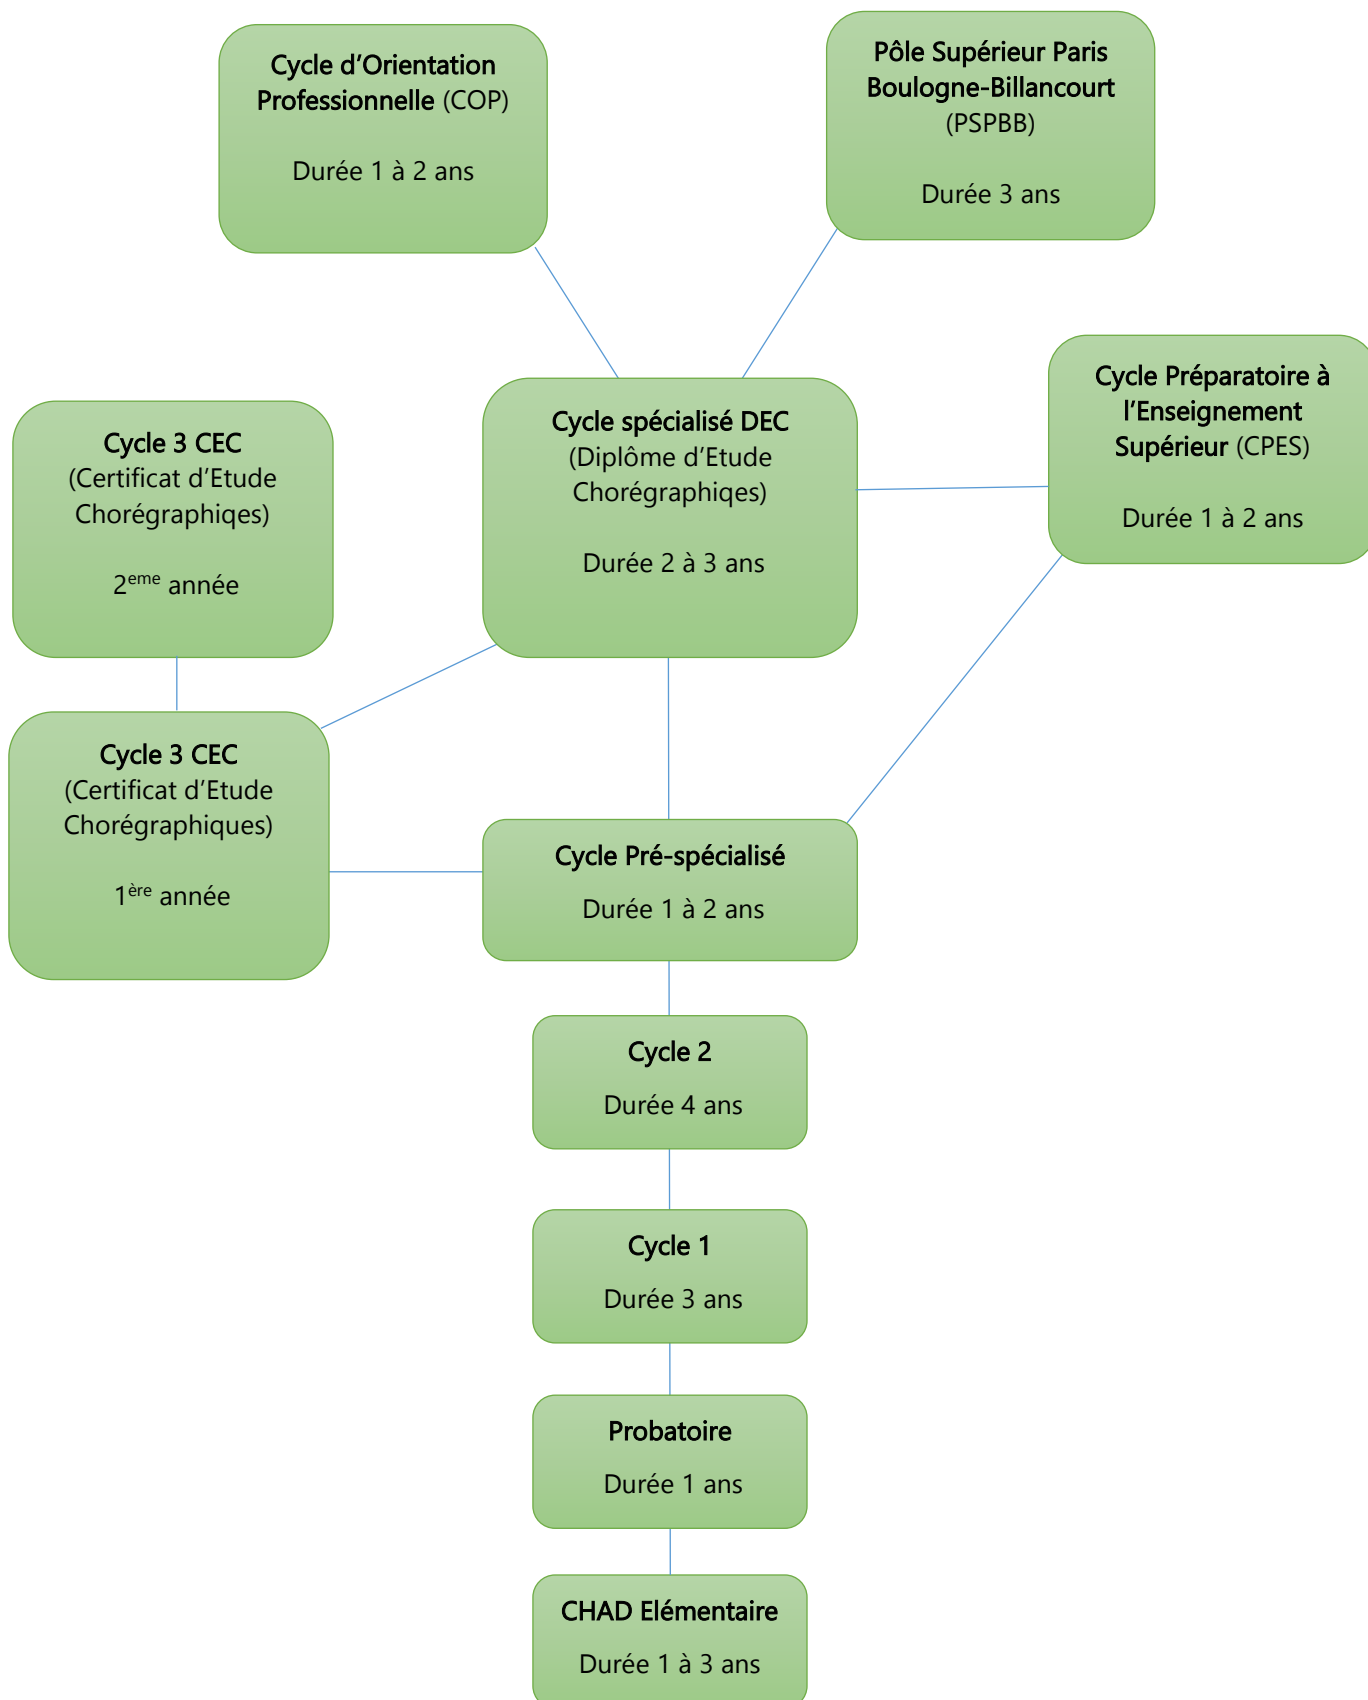 Cycle d’Orientation
Professionnelle (COP)
Durée 1 à 2 ans
Pôle Supérieur Paris
Boulogne-Billancourt
(PSPBB)
Durée 3 ans
Cycle Préparatoire à
l’Enseignement
Supérieur (CPES)
Durée 1 à 2 ans
Cycle spécialisé DEC
(Diplôme d’Etude
Chorégraphiqes)
Durée 2 à 3 ans
Cycle 3 CEC
(Certificat d’Etude
Chorégraphiqes)
2eme année
Cycle 3 CEC
(Certificat d’Etude
Chorégraphiques)
1ère année
Cycle Pré-spécialisé
Durée 1 à 2 ans
Cycle 2
Durée 4 ans
Cycle 1
Durée 3 ans
Probatoire
Durée 1 ans
CHAD Elémentaire
Durée 1 à 3 ans